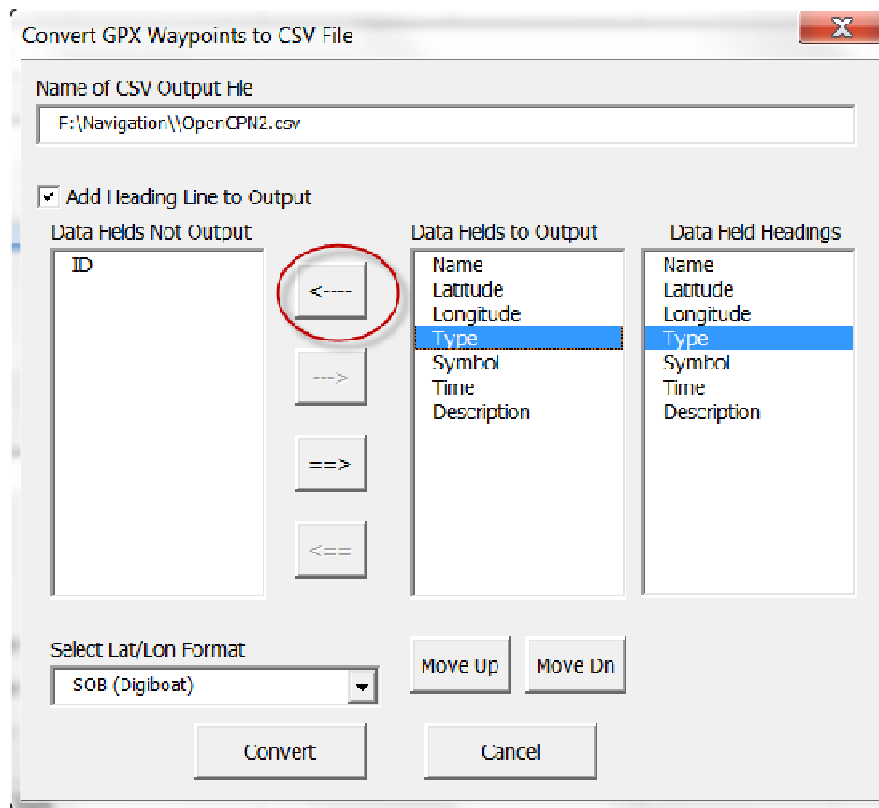 Convert GPX Waypoints to CSV File
Name of CSV Output File
F:\Navigation\\OpenCPN2.csv
Add Heading Line to Output
Data Fields Not Output
Data Fields to Output
Data Field Headings
ID
<----
--->
==>
<==
Name
Latitude
Longitude
Type
Symbol
Time
Description
Name
Latitude
Longitude
Type
Symbol
Time
Description
Select Lat/Lon Format
SOB (Digiboat)
Move Up
Move Dn
Convert
Cancel